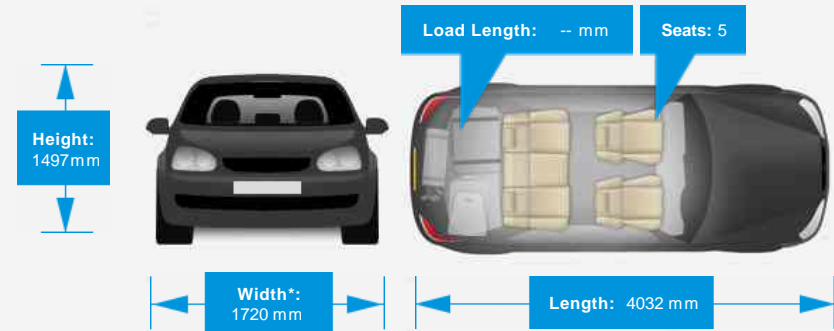 Load Length: -- mm
Seats: 5
Height:
1497mm
Width*:
1720 mm
Length: 4032 mm